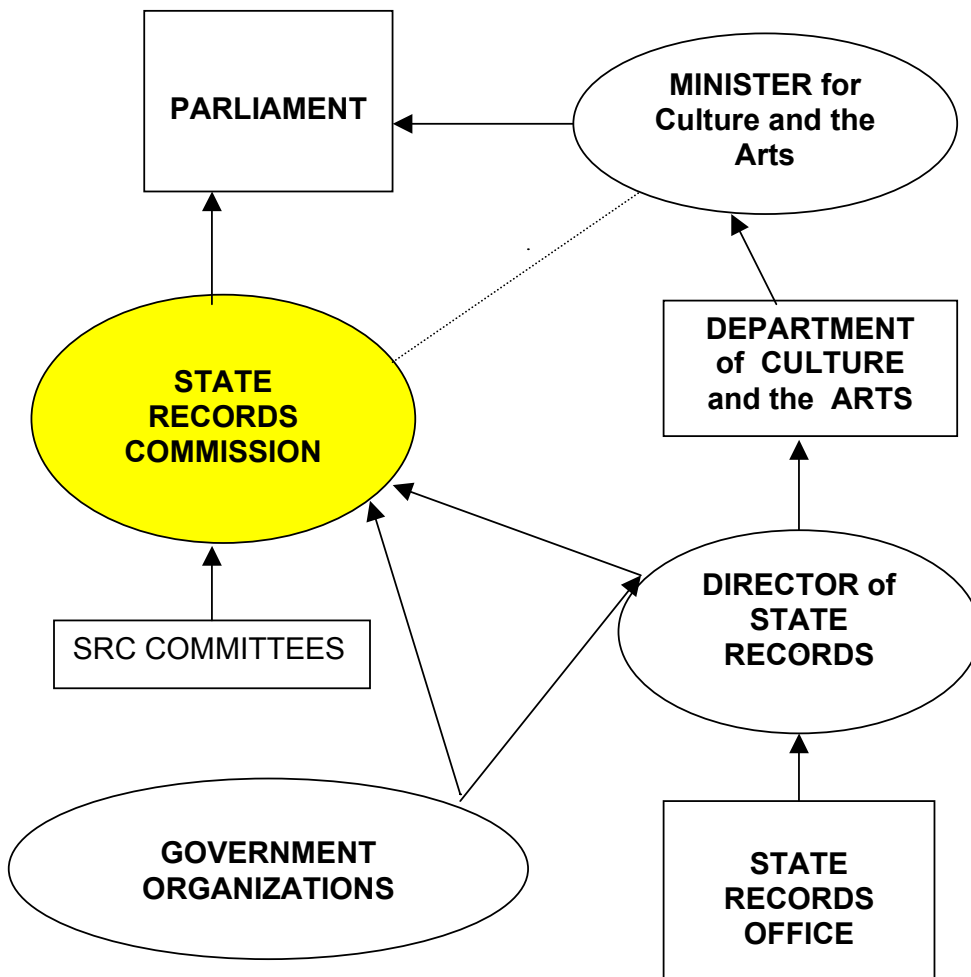 PARLIAMENT
MINISTER for
Culture and the
Arts
STATE
RECORDS
COMMISSION
DEPARTMENT
of CULTURE
and the ARTS
SRC COMMITTEES
DIRECTOR of
STATE
RECORDS
GOVERNMENT
ORGANIZATIONS
STATE
RECORDS
OFFICE